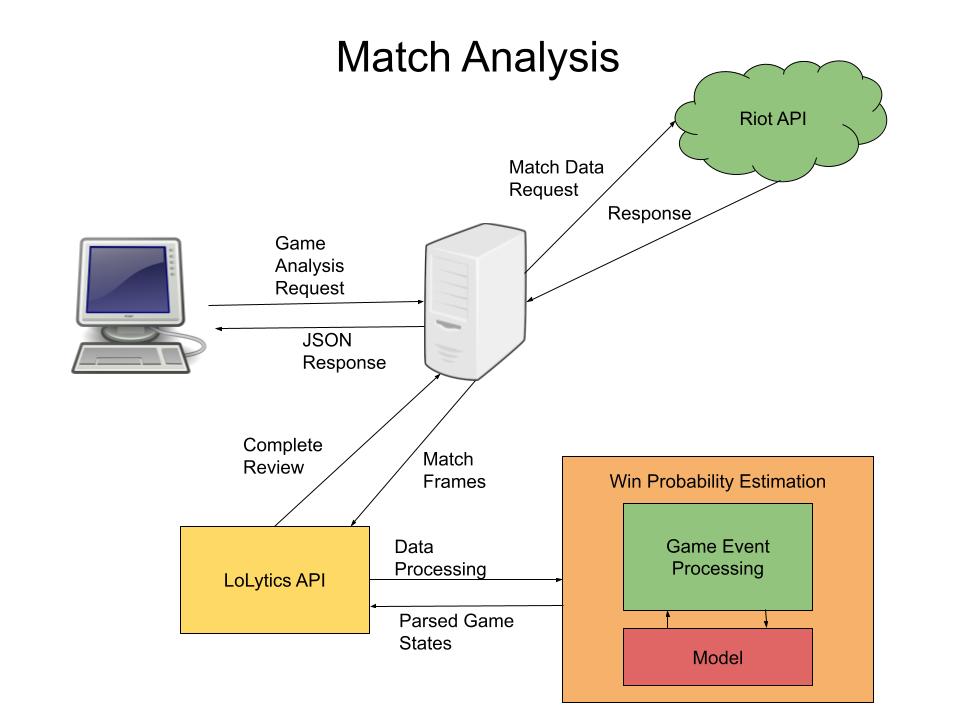 Match Analysis
Riot API
Match Data
Request
Response
Game
Analysis
Request
JSON
Response
Complete
Review
Match
Frames
Win Probability Estimation
Game Event
Processing
Data
Processing
LoLytics API
Parsed Game
States
Model